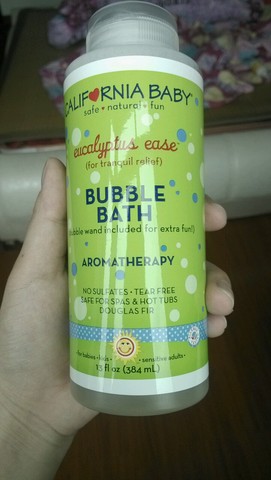 CALIFORNIA BABY
safe • natural • fun
eucalyptus ease™
(for tranquil relief)
BUBBLE
BATH
(bubble wand included for extra fun!)
AROMATHERAPY
NO SULFATES • TEAR FREE
SAFE FOR SPAS & HOT TUBS
DOUGLAS FIR
• for babies • kids •
• sensitive adults •
13 fl oz (384 mL)